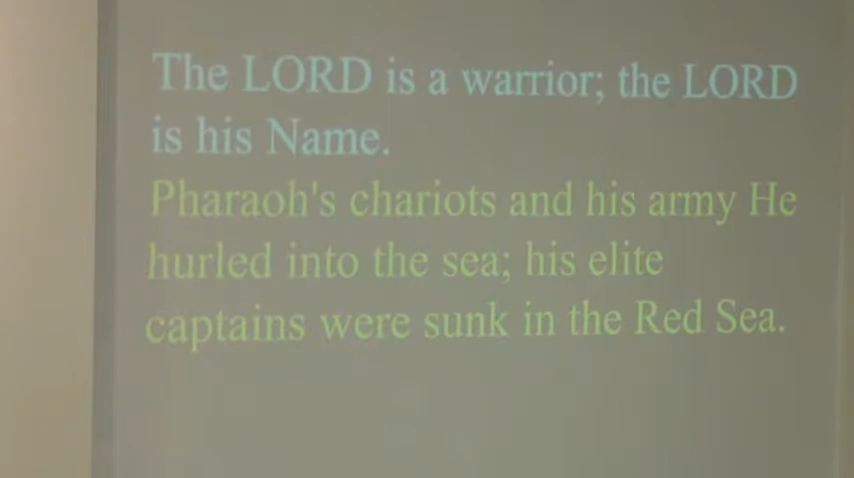 The LORD is a warrior; the LORD
is his Name.
Pharaoh's chariots and his army He
hurled into the sea; his elite
captains were sunk in the Red Sea.